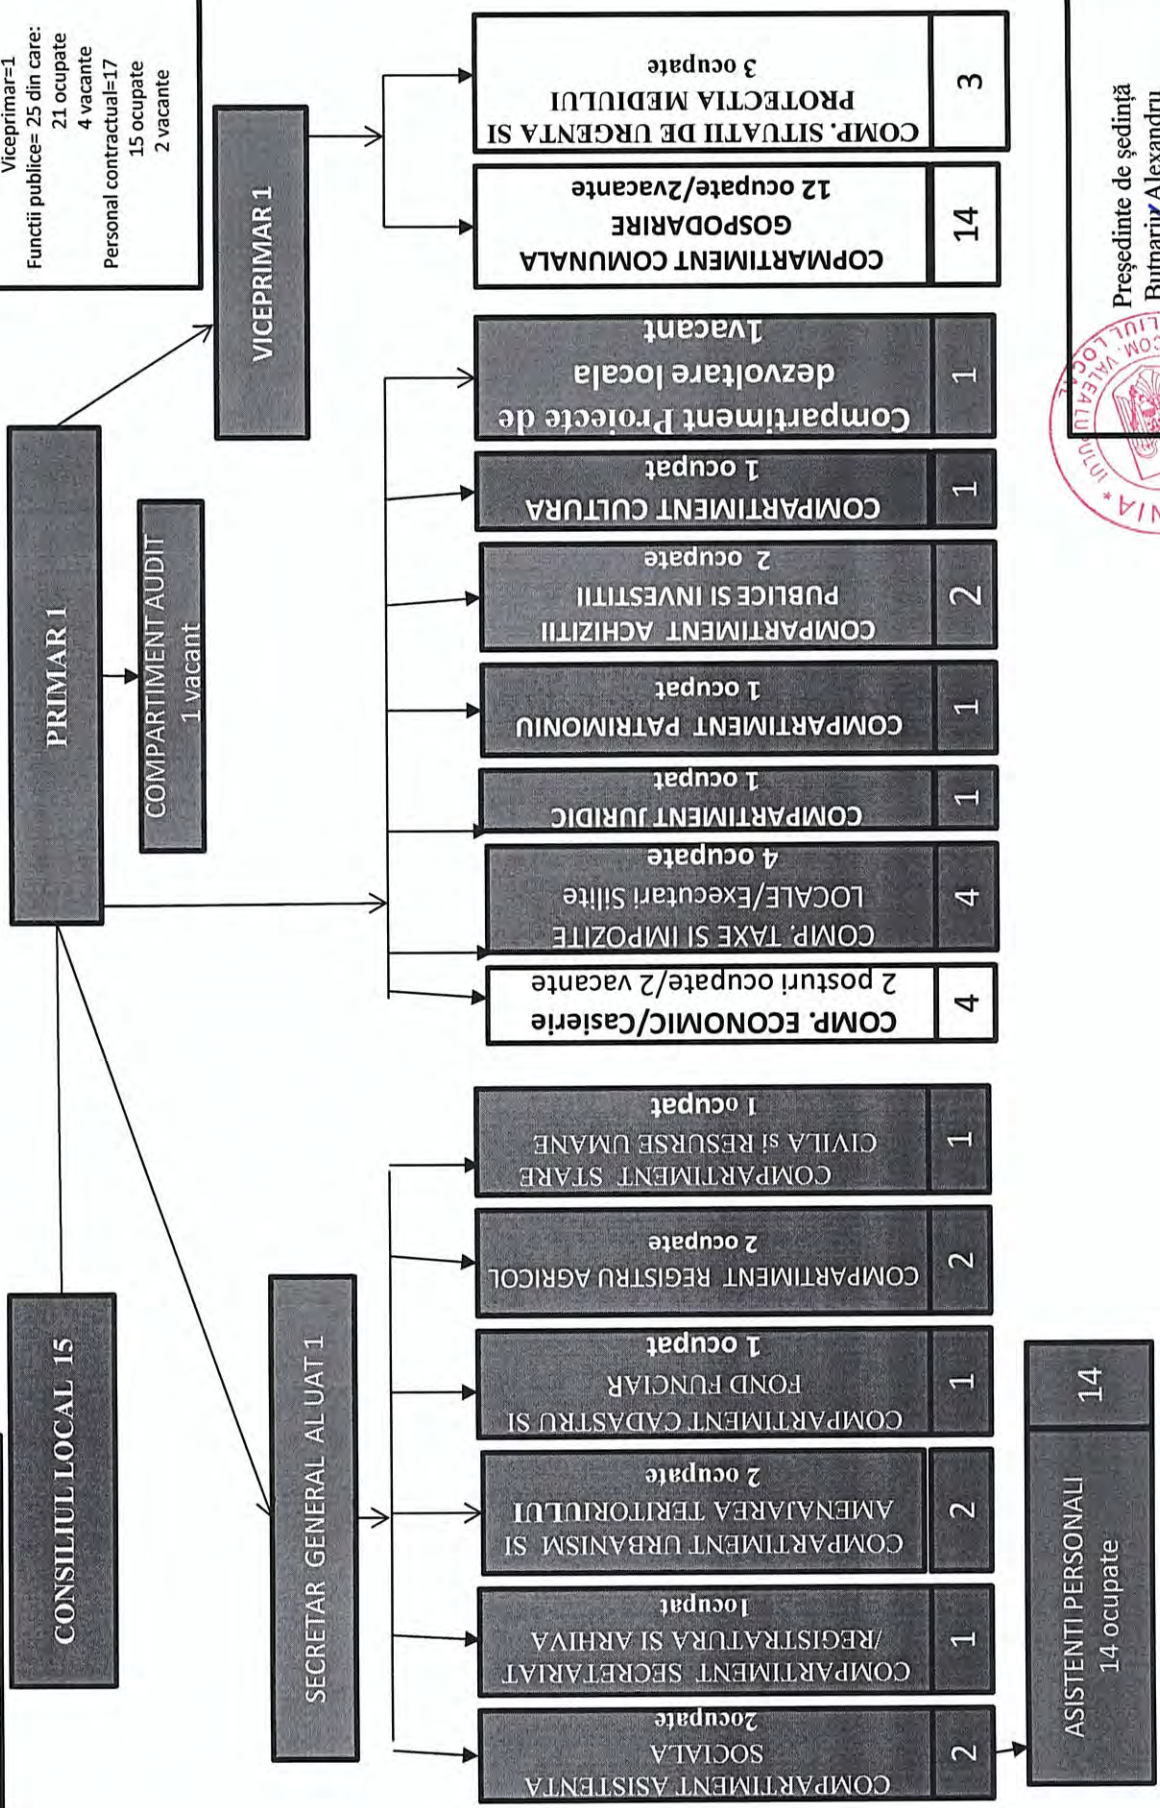 Viceprimar=1
Functii publice= 25 din care:
21 ocupate
4 vacante
Personal contractual=17
15 ocupate
2 vacante
CONSILIUL LOCAL 15
PRIMAR 1
COMPARTIMENT AUDIT
1 vacant
VICEPRIMAR 1
SECRETAR GENERAL AL UAT 1
COMPARTIMENT ASISTENTA
SOCIALA
2ocupate
2
COMPARTIMENT SECRETARIAT
/REGISTRATURA SI ARHIVA
1ocupat
1
COMPARTIMENT URBANISM SI
AMENAJAREA TERITORIULUI
2 ocupate
2
COMPARTIMENT CADASTRU SI
FOND FUNCIAR
1 ocupat
1
COMPARTIMENT REGISTRU AGRICOL
2 ocupate
2
COMPARTIMENT STARE
CIVILA si RESURSE UMANE
1 ocupat
1
COMP. ECONOMIC/Casierie
2 posturi ocupate/2 vacante
4
COMP. TAXE SI IMPOZITE
LOCALE/Executari Silite
4 ocupate
4
COMPARTIMENT JURIDIC
1 ocupat
1
COMPARTIMENT PATRIMONIU
1 ocupat
1
COMPARTIMENT ACHIZITII
PUBLICE SI INVESTITII
2 ocupate
2
COMPARTIMENT CULTURA
1 ocupat
1
Compartiment Proiecte de
dezvoltare locala
1vacant
1
COPMARTIMENT COMUNALA
GOSPODARIRE
12 ocupate/2vacante
14
COMP. SITUATII DE URGENTA SI
PROTECTIA MEDIULUI
3 ocupate
3
ASISTENTI PERSONALI
14 ocupate
14
Președinte de ședință
Butnariu Alexandru